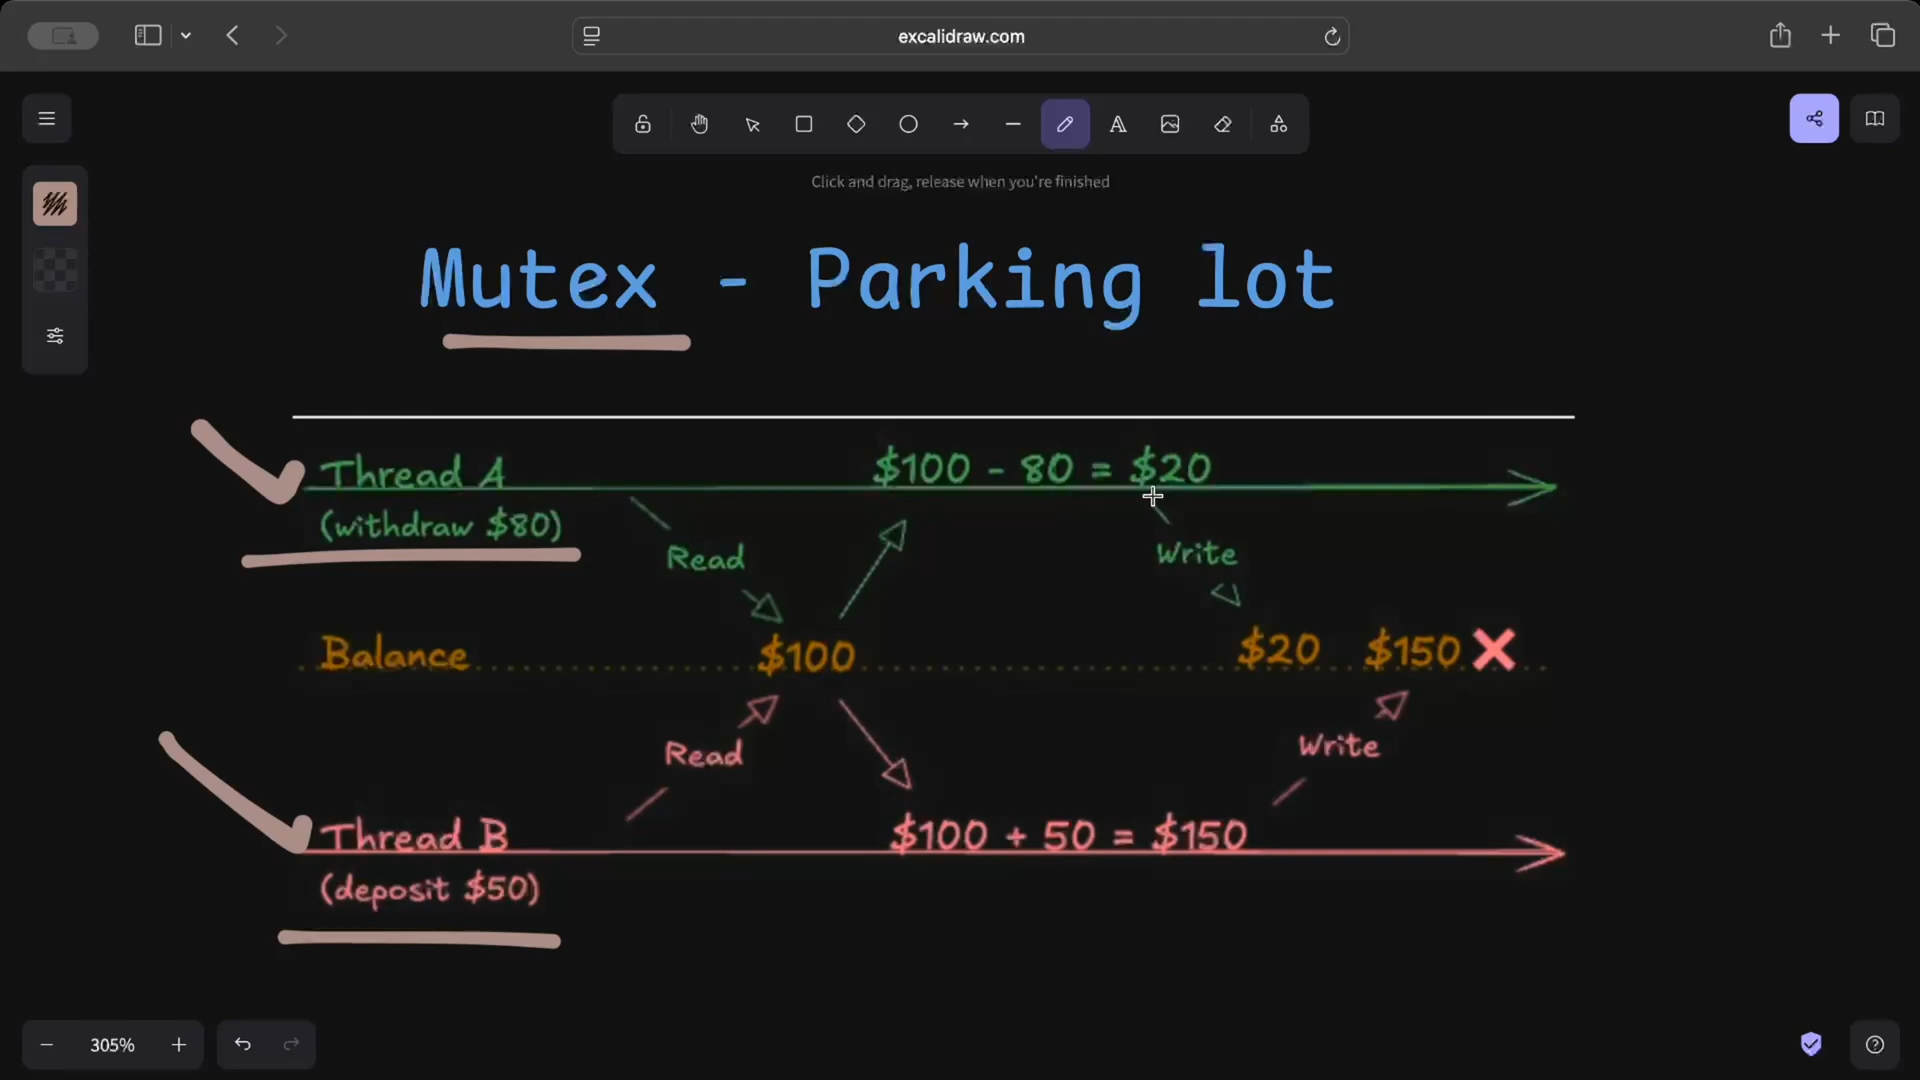 excalidraw.com
Click and drag, release when you're finished
Mutex - Parking lot
Thread A
$100 - 80 = $20
(withdraw $80)
Read
Write
Balance
$100
$20
$150
Read
Write
Thread B
$100 + 50 = $150
(deposit $50)
305%